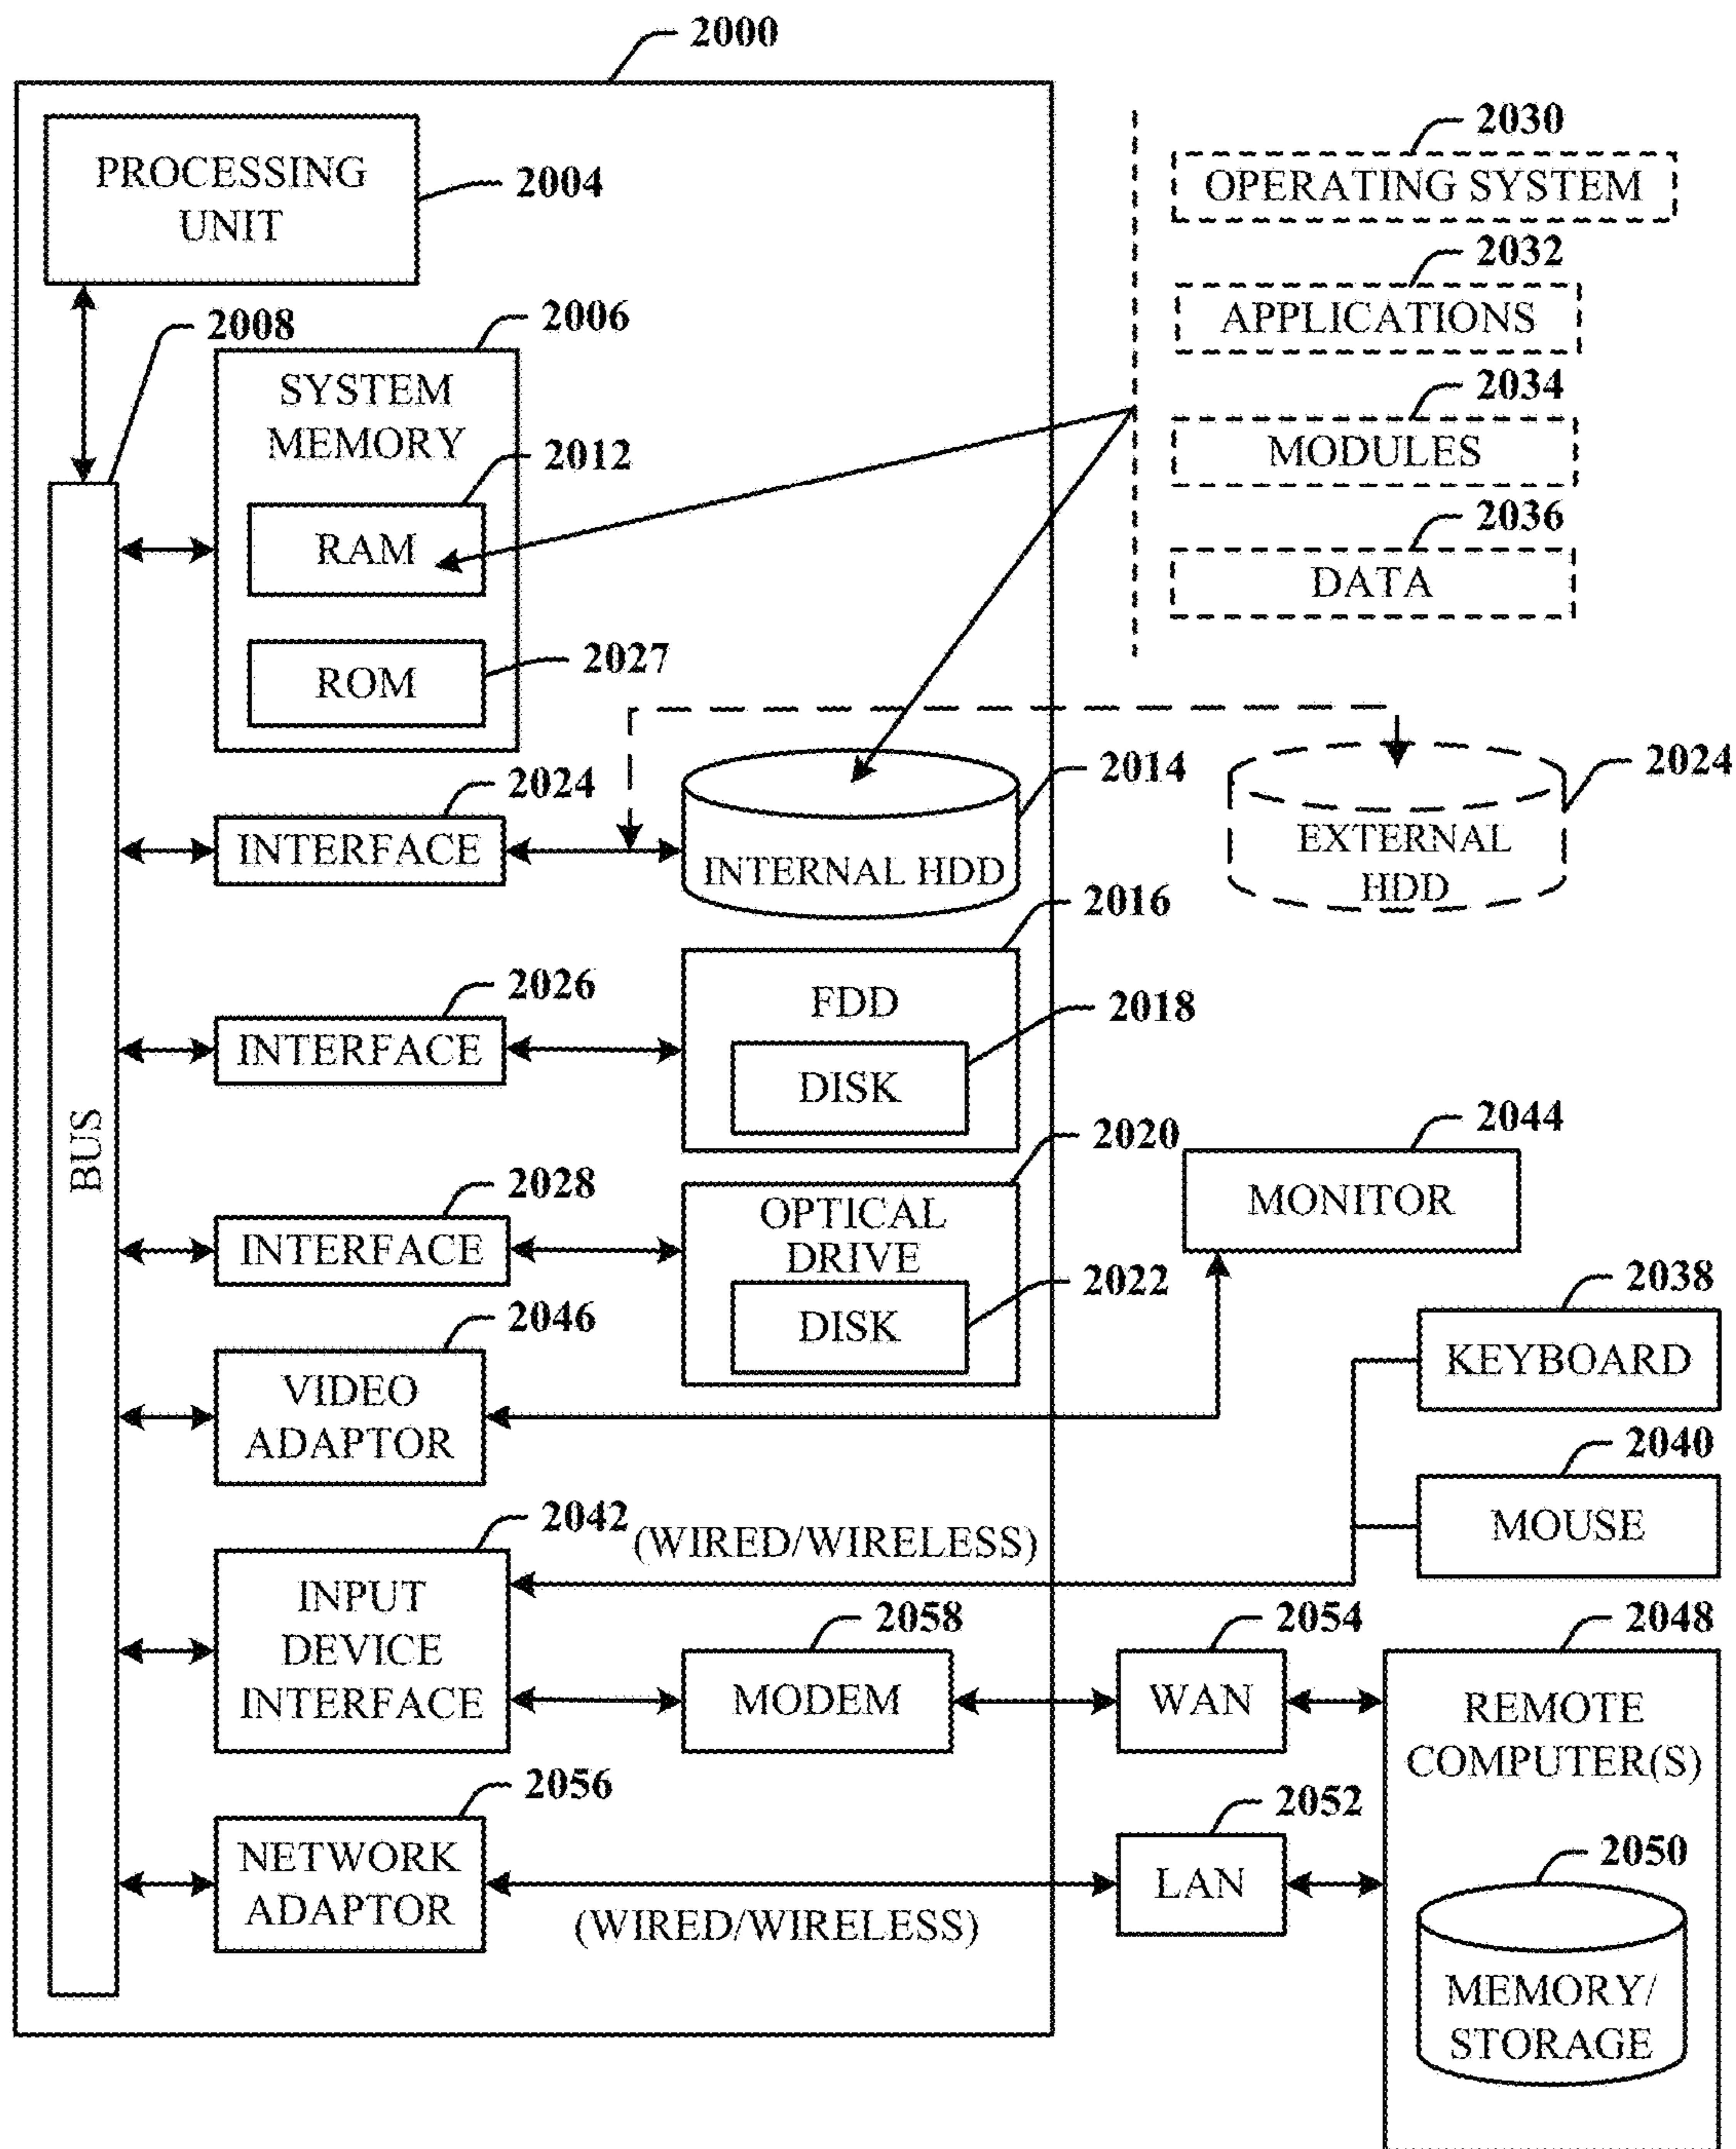 2000
PROCESSING
UNIT
2004
2030
OPERATING SYSTEM
2032
APPLICATIONS
2034
MODULES
2036
DATA
2008
2006
SYSTEM
MEMORY
2012
RAM
2027
ROM
2024
INTERFACE
2014
INTERNAL HDD
2024
EXTERNAL
HDD
2026
INTERFACE
2016
FDD
2018
DISK
BUS
2028
INTERFACE
2020
OPTICAL
DRIVE
2022
DISK
2044
MONITOR
2046
VIDEO
ADAPTOR
2038
KEYBOARD
2040
MOUSE
2042
(WIRED/WIRELESS)
INPUT
DEVICE
INTERFACE
2058
MODEM
2054
WAN
2048
REMOTE
COMPUTER(S)
2056
NETWORK
ADAPTOR
(WIRED/WIRELESS)
2052
LAN
2050
MEMORY/
STORAGE